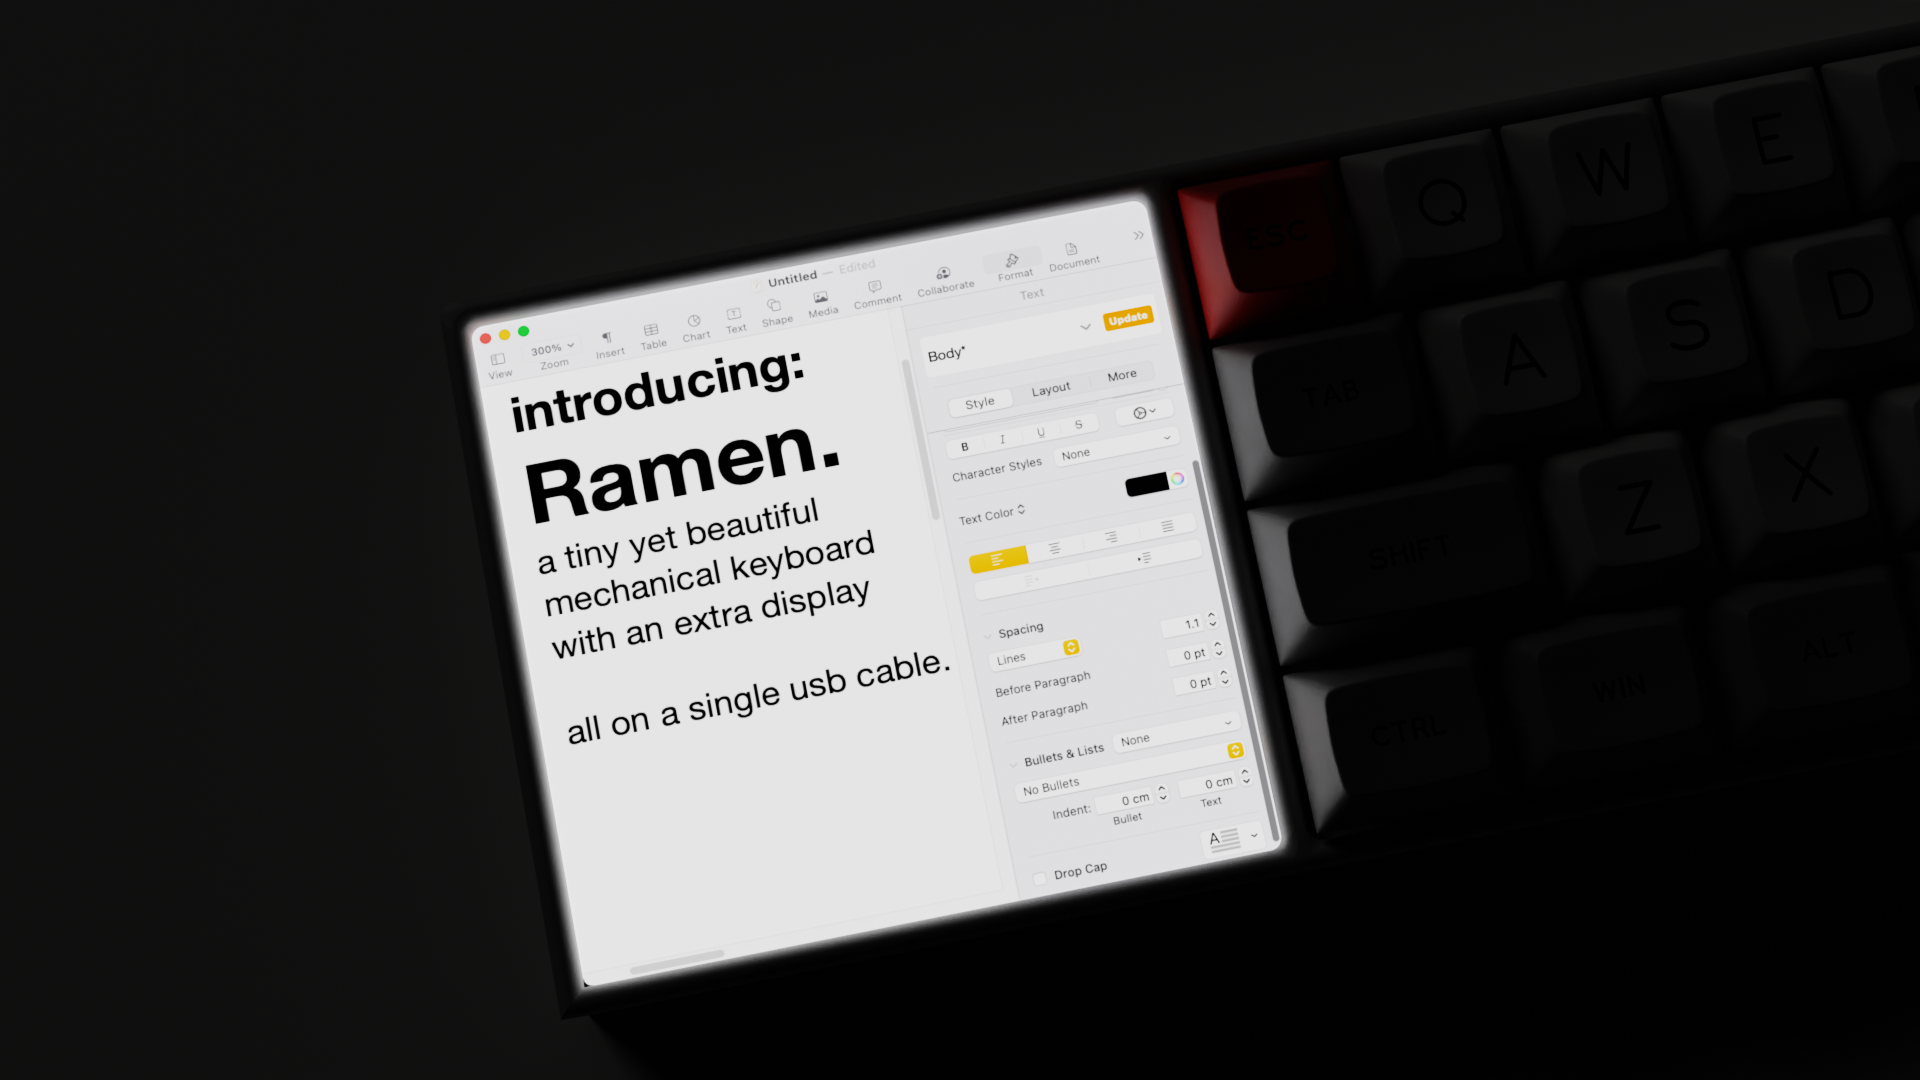 Untitled — Edited
View
300%
Zoom
Insert
Table
Chart
Text
Shape
Media
Comment
Collaborate
Format
Document
introducing:
Ramen.
a tiny yet beautiful
mechanical keyboard
with an extra display
all on a single usb cable.
Text
Body*
Update
Style
Layout
More
B I U S
Character Styles
None
Text Color
Spacing
Lines
1.1
Before Paragraph
0 pt
After Paragraph
0 pt
Bullets & Lists
None
No Bullets
Indent:
0 cm
Bullet
0 cm
Text
Drop Cap
A
ESC Q W E
TAB A S D
SHIFT Z X
CTRL WIN ALT